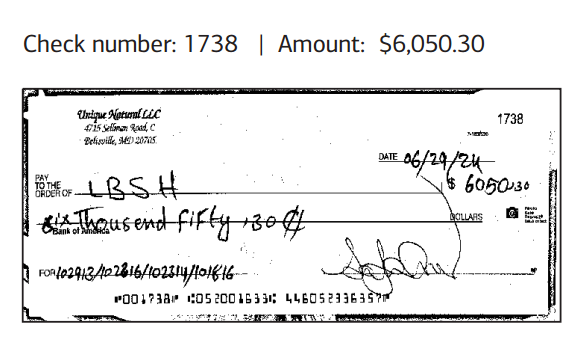 Check number: 1738 | Amount: $6,050.30
Unique Natural LLC
4715 Sellman Road, C
Beltsville, MD 20705
1738
DATE 06/29/24
PAY
TO THE
ORDER OF LBSH
$ 6050.30
six Thousend fifty .30 ₵
DOLLARS
Bank of America
FOR 102913/102816/102314/101616
⑈001738⑈ ⑆052001633⑆ 446052336357⑈